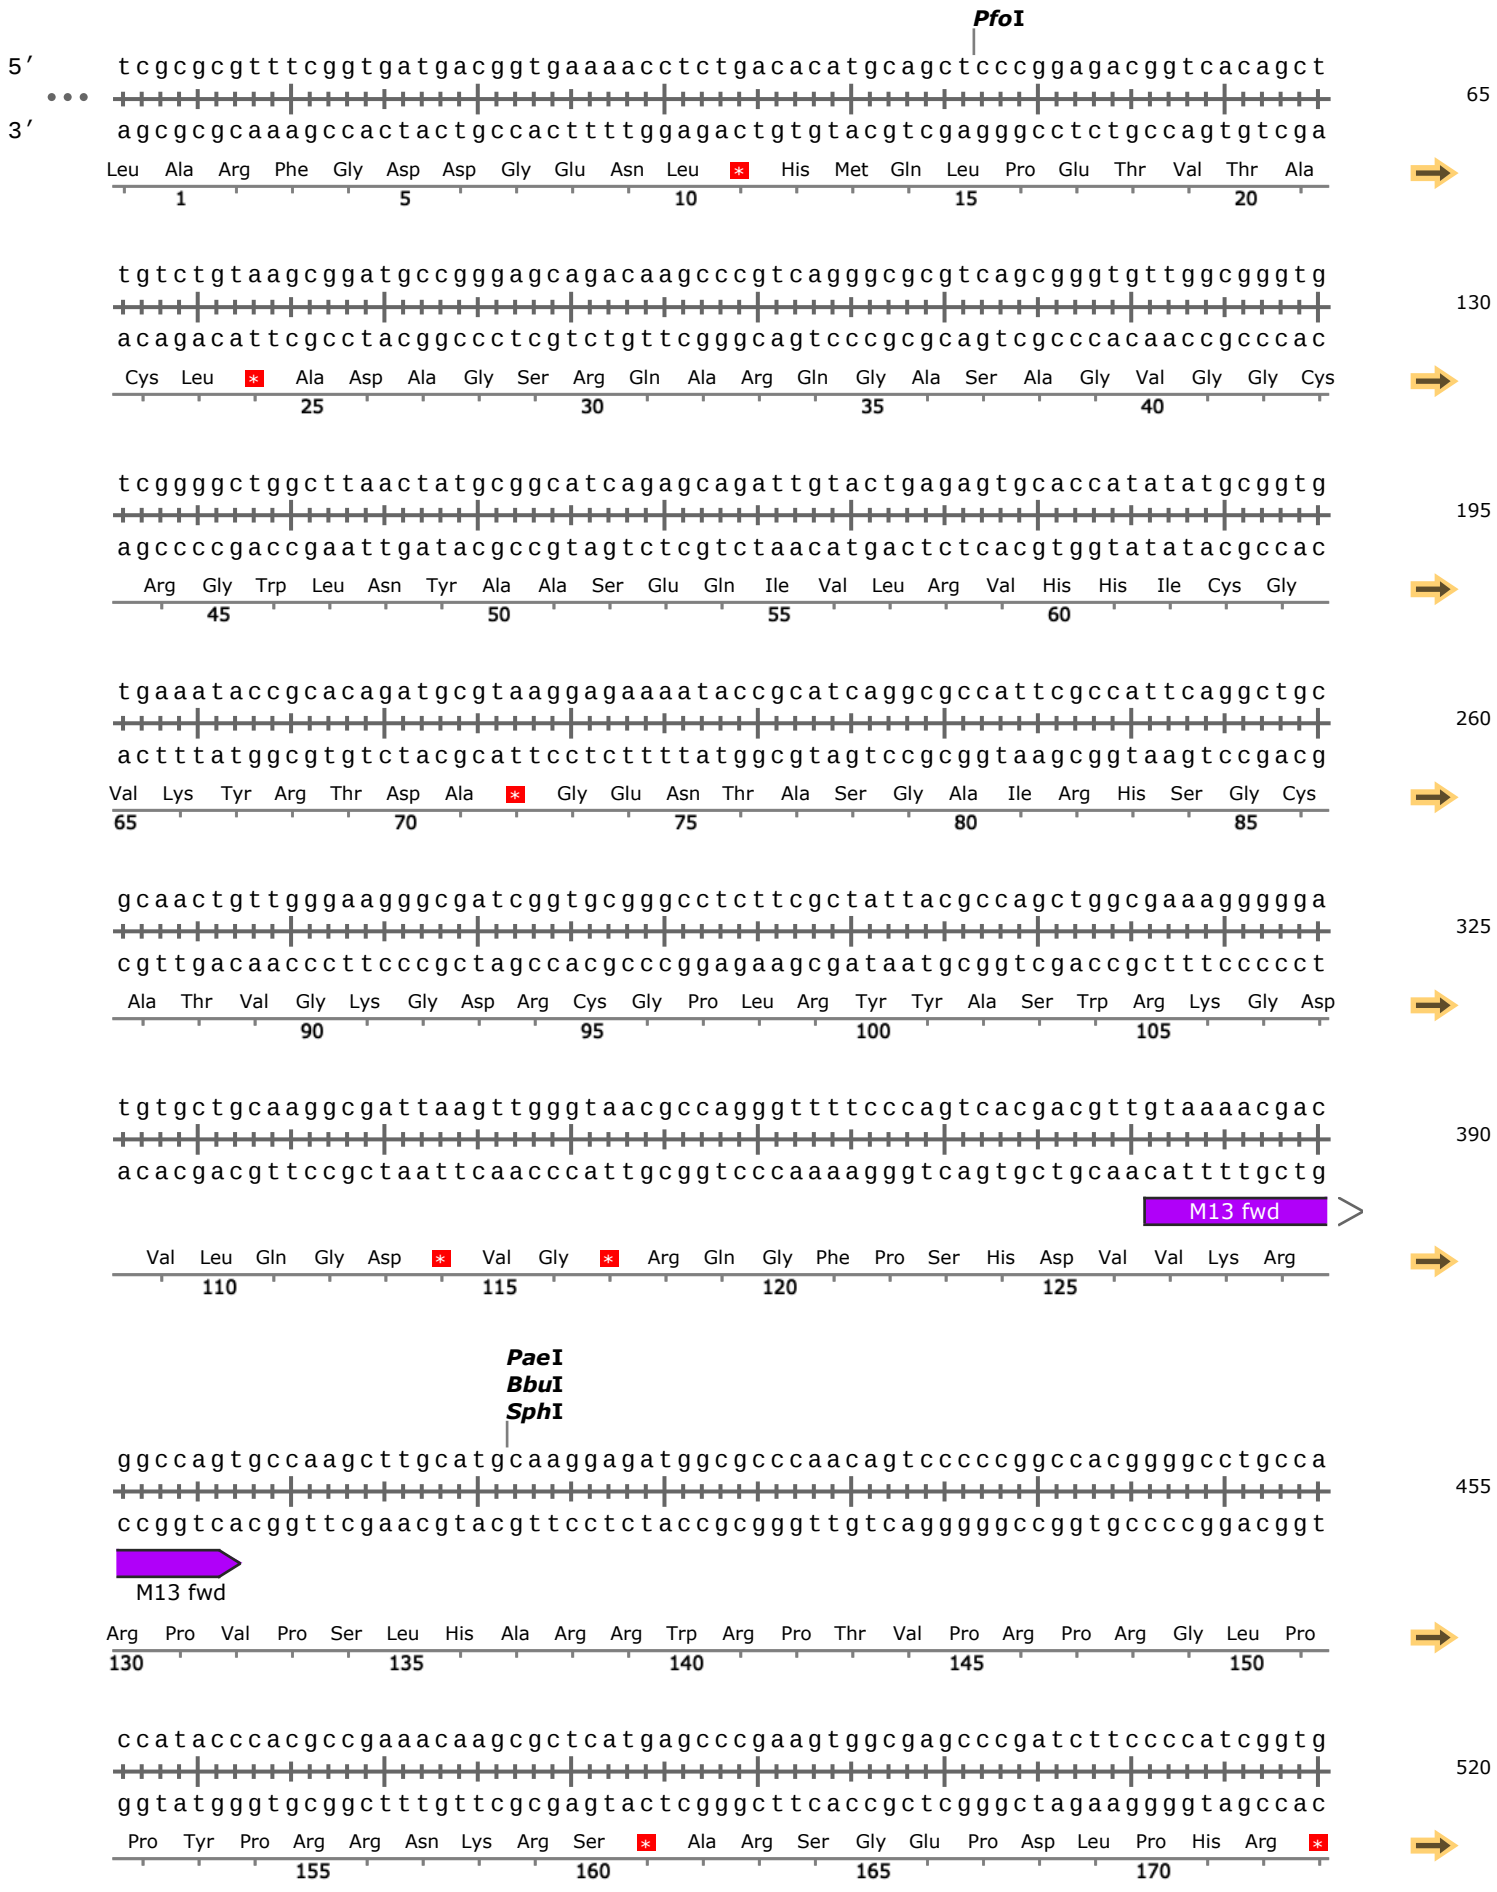 PfoI
5′ tcgcgcgtttcggtgatgacggtgaaaacctctgacacatgcagctcccggagacggtcacagct
65
3′ agcgcgcaaagccactactgccacttttggagactgtgtacgtcgagggcctctgccagtgtcga
Leu Ala Arg Phe Gly Asp Asp Gly Glu Asn Leu * His Met Gln Leu Pro Glu Thr Val Thr Ala
1 5 10 15 20
tgtctgtaagcggatgccgggagcagacaagcccgtcagggcgcgtcagcgggtgttggcgggtg
130
acagacattcgcctacggccctcgtctgttcgggcagtcccgcgcagtcgcccacaaccgcccac
Cys Leu * Ala Asp Ala Gly Ser Arg Gln Ala Arg Gln Gly Ala Ser Ala Gly Val Gly Gly Cys
25 30 35 40
tcggggctggcttaactatgcggcatcagagcagattgtactgagagtgcaccatatatgcggtg
195
agccccgaccgaattgatacgccgtagtctcgtctaacatgactctcacgtggtatatacgccac
Arg Gly Trp Leu Asn Tyr Ala Ala Ser Glu Gln Ile Val Leu Arg Val His His Ile Cys Gly
45 50 55 60
tgaaataccgcacagatgcgtaaggagaaaataccgcatcaggcgccattcgccattcaggctgc
260
actttatggcgtgtctacgcattcctcttttatggcgtagtccgcggtaagcggtaagtccgacg
Val Lys Tyr Arg Thr Asp Ala * Gly Glu Asn Thr Ala Ser Gly Ala Ile Arg His Ser Gly Cys
65 70 75 80 85
gcaactgttgggaagggcgatcggtgcgggcctcttcgctattacgccagctggcgaaaggggga
325
cgttgacaacccttcccgctagccacgcccggagaagcgataatgcggtcgaccgctttccccct
Ala Thr Val Gly Lys Gly Asp Arg Cys Gly Pro Leu Arg Tyr Tyr Ala Ser Trp Arg Lys Gly Asp
90 95 100 105
tgtgctgcaaggcgattaagttgggtaacgccagggttttcccagtcacgacgttgtaaaacgac
390
acacgacgttccgctaattcaacccattgcggtcccaaaagggtcagtgctgcaacattttgctg
M13 fwd
Val Leu Gln Gly Asp * Val Gly * Arg Gln Gly Phe Pro Ser His Asp Val Val Lys Arg
110 115 120 125
PaeI
BbuI
SphI
ggccagtgccaagcttgcatgcaaggagatggcgcccaacagtcccccggccacggggcctgcca
455
ccggtcacggttcgaacgtacgttcctctaccgcgggttgtcagggggccggtgccccggacggt
M13 fwd
Arg Pro Val Pro Ser Leu His Ala Arg Arg Trp Arg Pro Thr Val Pro Arg Pro Arg Gly Leu Pro
130 135 140 145 150
ccatacccacgccgaaacaagcgctcatgagcccgaagtggcgagcccgatcttccccatcggtg
520
ggtatgggtgcggctttgttcgcgagtactcgggcttcaccgctcgggctagaaggggtagccac
Pro Tyr Pro Arg Arg Asn Lys Arg Ser * Ala Arg Ser Gly Glu Pro Asp Leu Pro His Arg *
155 160 165 170